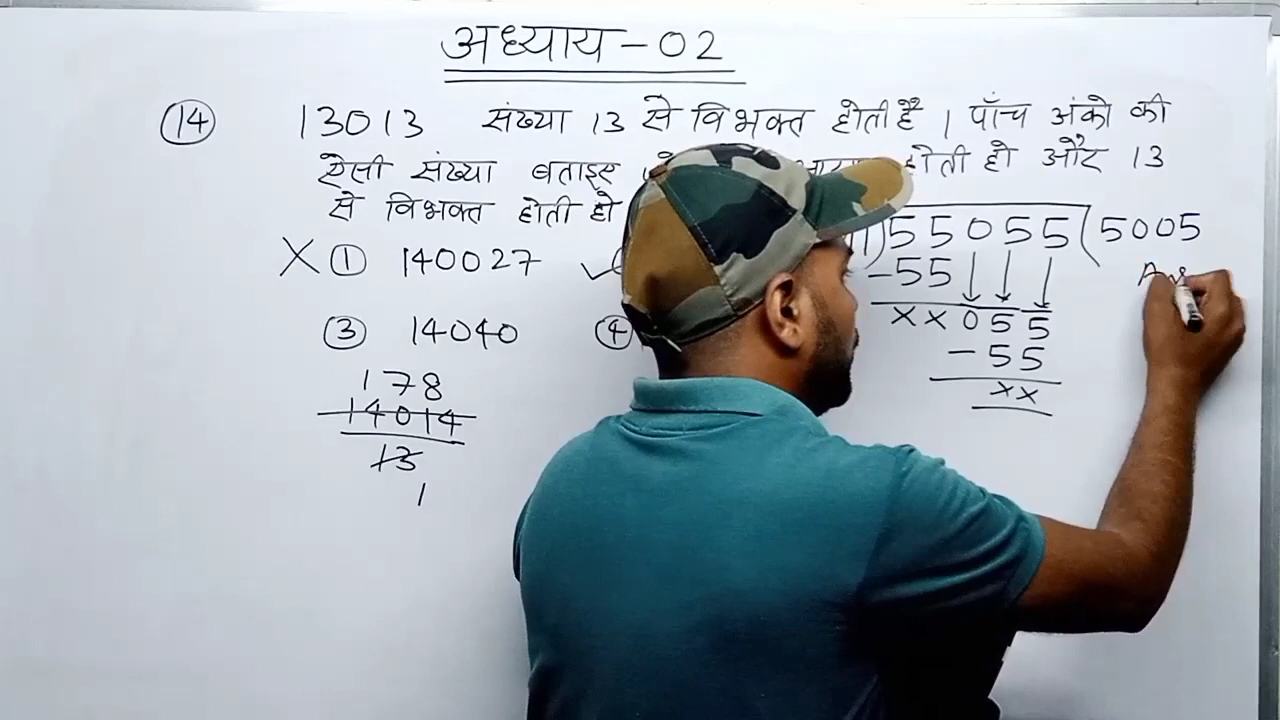 अध्याय - 02
(14) 13013 संख्या 13 से विभक्त होती है। पाँच अंको की
ऐसी संख्या बताइए होती हो और 13
से विभक्त होती हो
X (1) 140027 ✓
(3) 14040 (4)
178
14014
13
1
1)55055(5005
-55
XX055
-55
XX